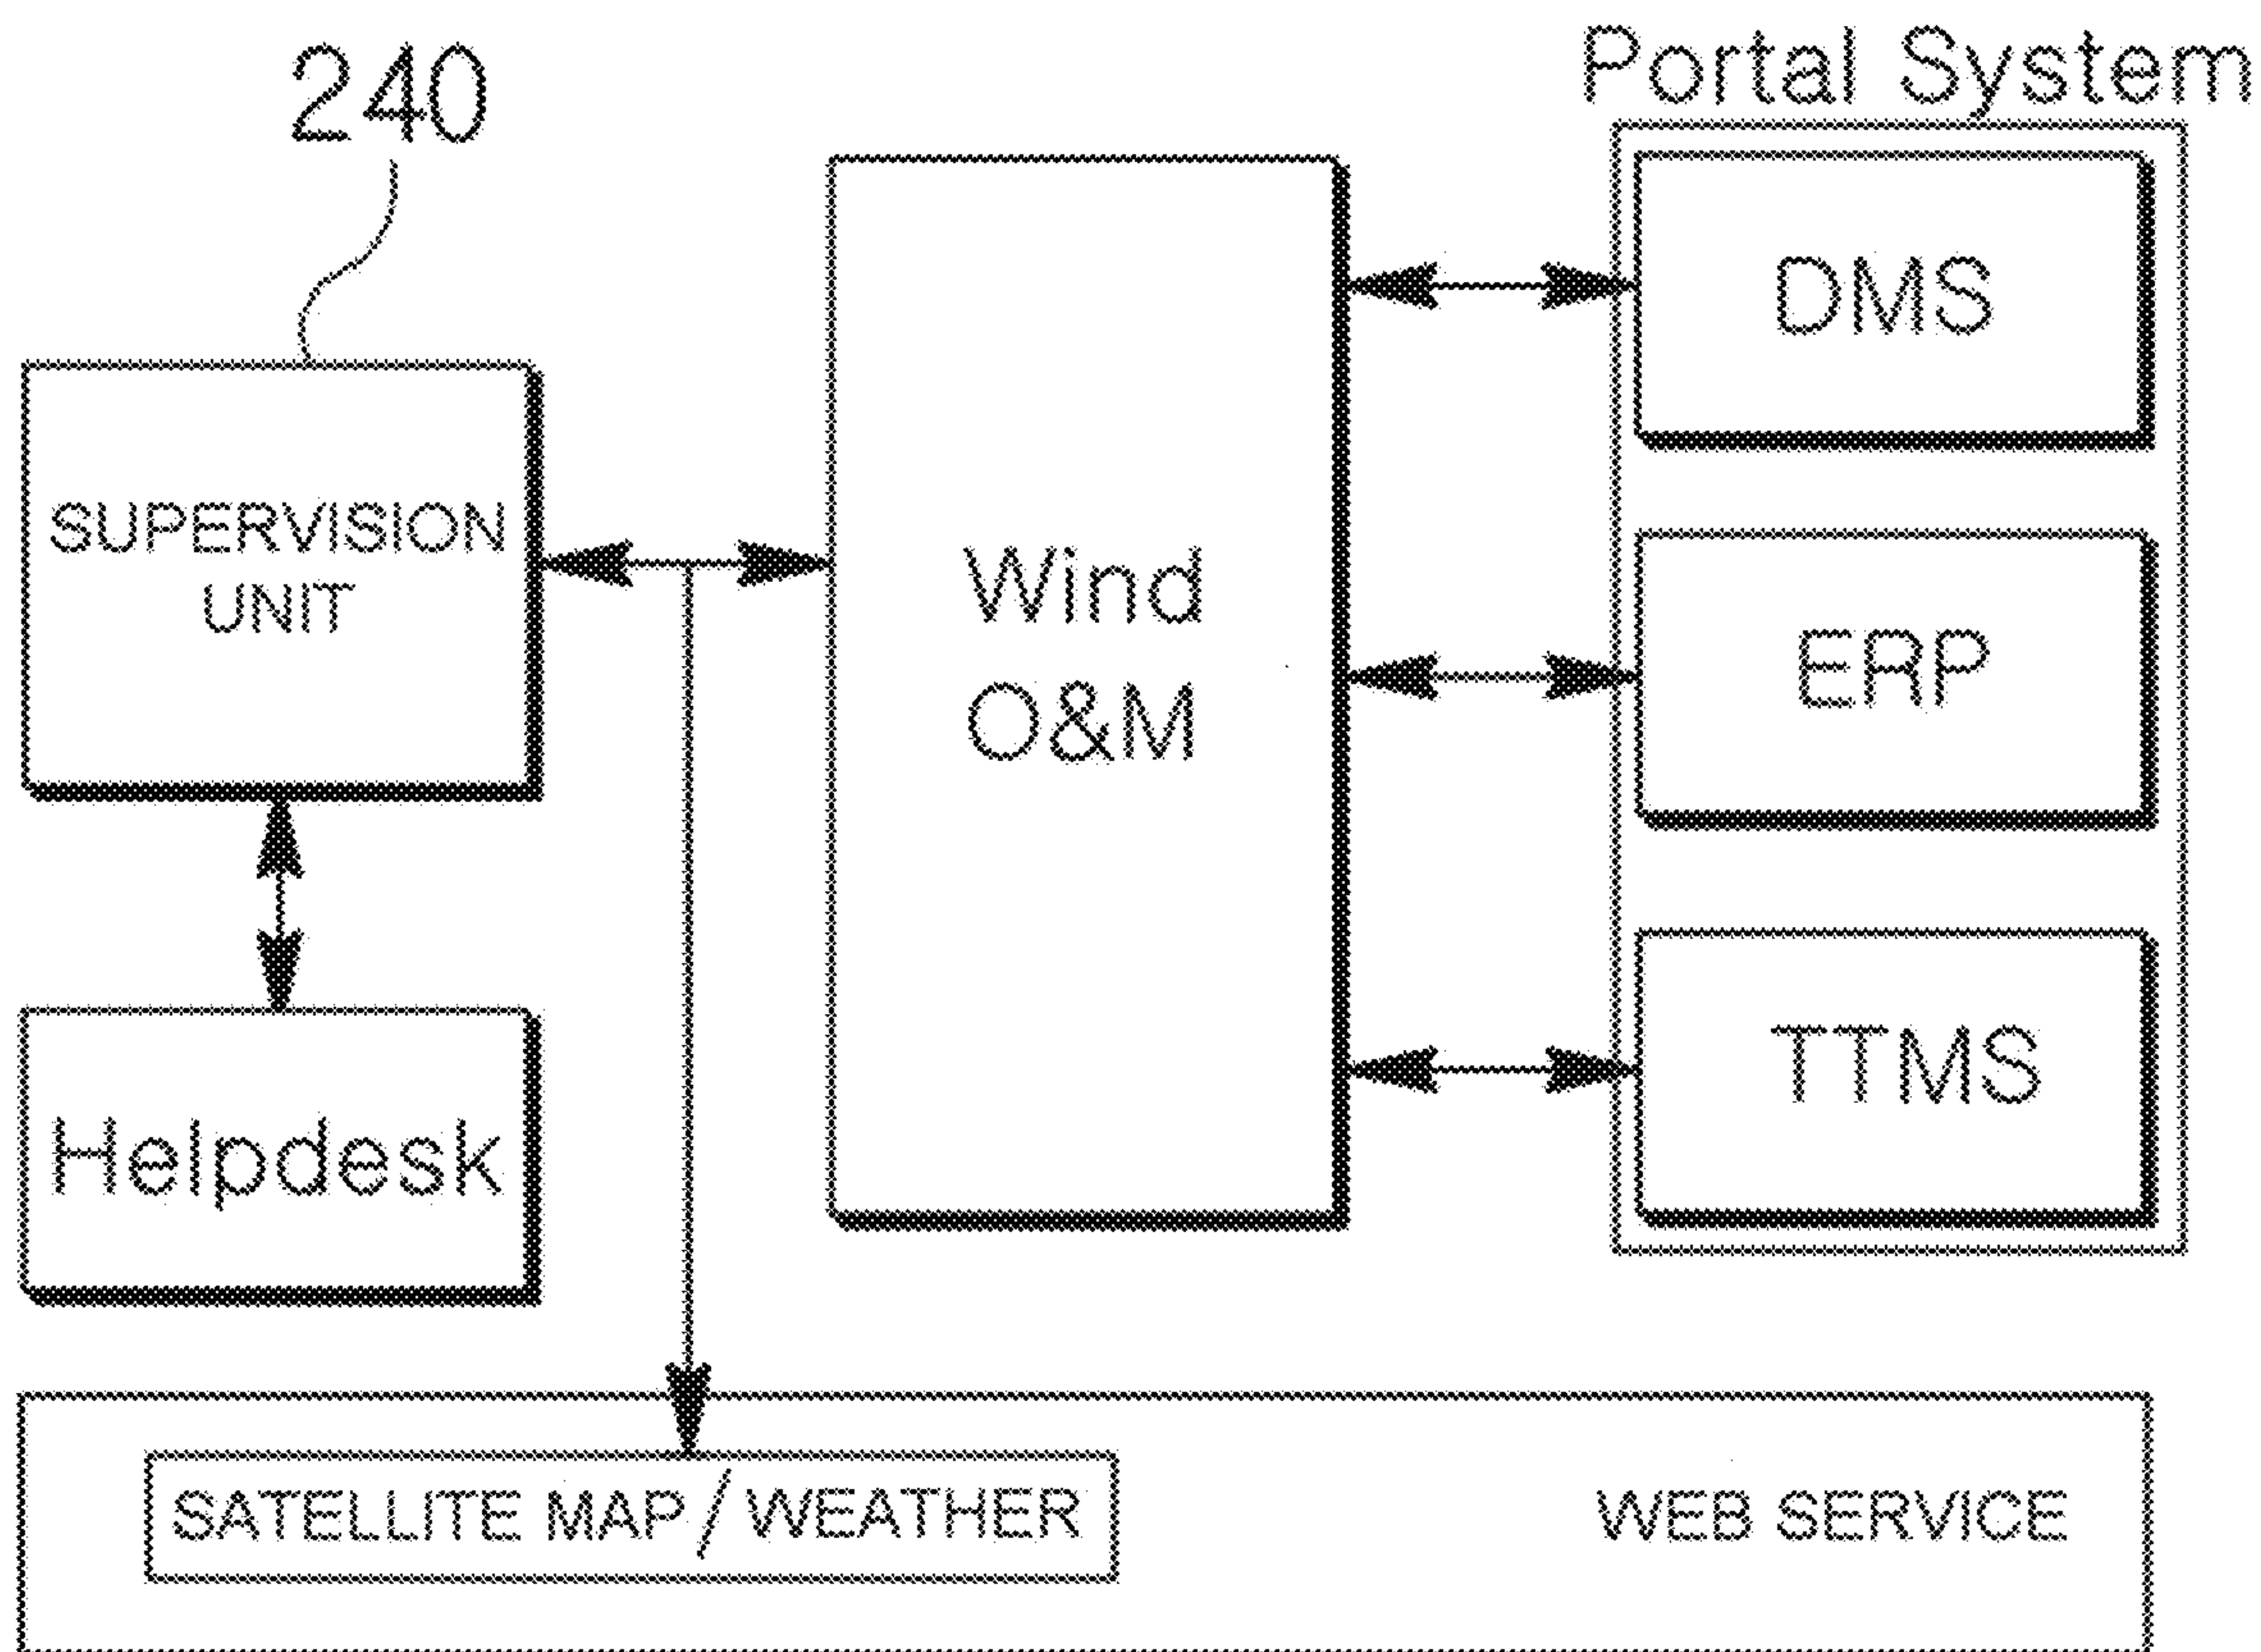 240
Portal System
SUPERVISION
UNIT
Wind
O&M
DMS
ERP
TTMS
Helpdesk
SATELLITE MAP / WEATHER
WEB SERVICE